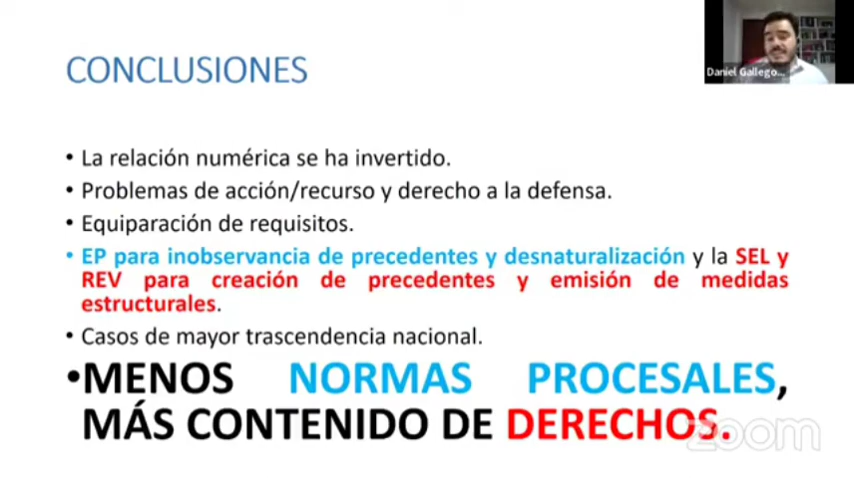 CONCLUSIONES
Daniel Gallego...
• La relación numérica se ha invertido.
• Problemas de acción/recurso y derecho a la defensa.
• Equiparación de requisitos.
• EP para inobservancia de precedentes y desnaturalización y la SEL y
REV para creación de precedentes y emisión de medidas
estructurales.
• Casos de mayor trascendencia nacional.
•MENOS NORMAS PROCESALES,
MÁS CONTENIDO DE DERECHOS.
zoom